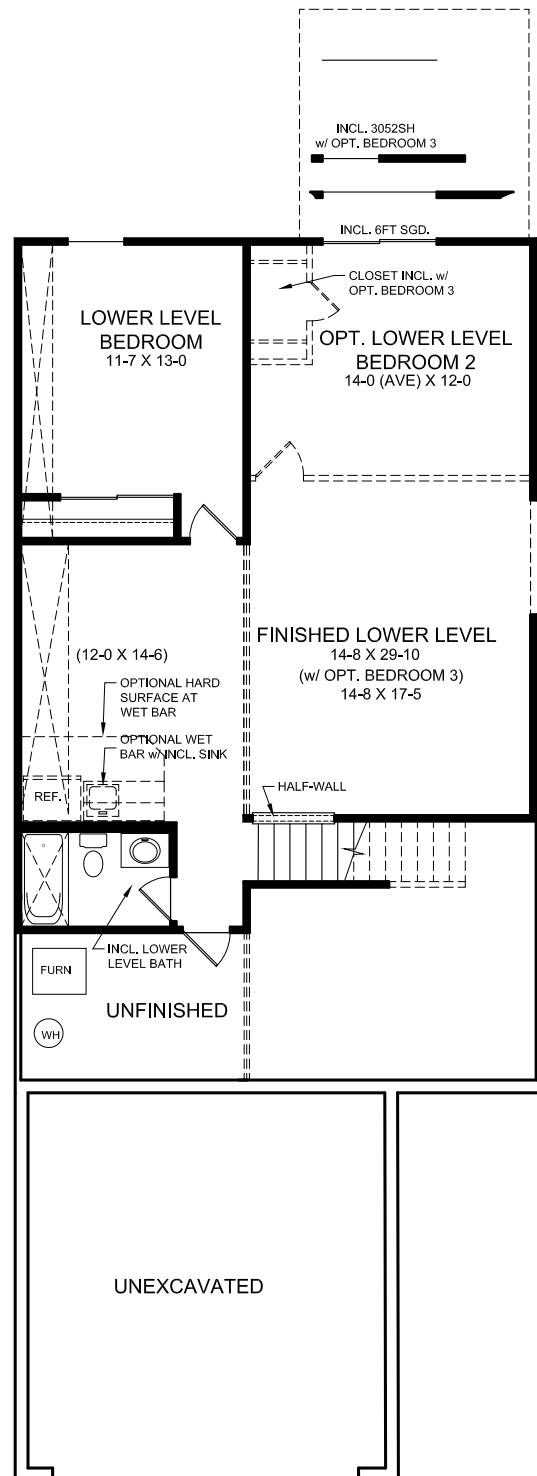 INCL. 3052SH
w/ OPT. BEDROOM 3
INCL. 6FT SGD.
CLOSET INCL. w/
OPT. BEDROOM 3
LOWER LEVEL
BEDROOM
11-7 X 13-0
OPT. LOWER LEVEL
BEDROOM 2
14-0 (AVE) X 12-0
FINISHED LOWER LEVEL
14-8 X 29-10
(w/ OPT. BEDROOM 3)
14-8 X 17-5
(12-0 X 14-6)
OPTIONAL HARD
SURFACE AT
WET BAR
OPTIONAL WET
BAR w/ INCL. SINK
REF.
HALF-WALL
INCL. LOWER
LEVEL BATH
FURN
UNFINISHED
WH
UNEXCAVATED